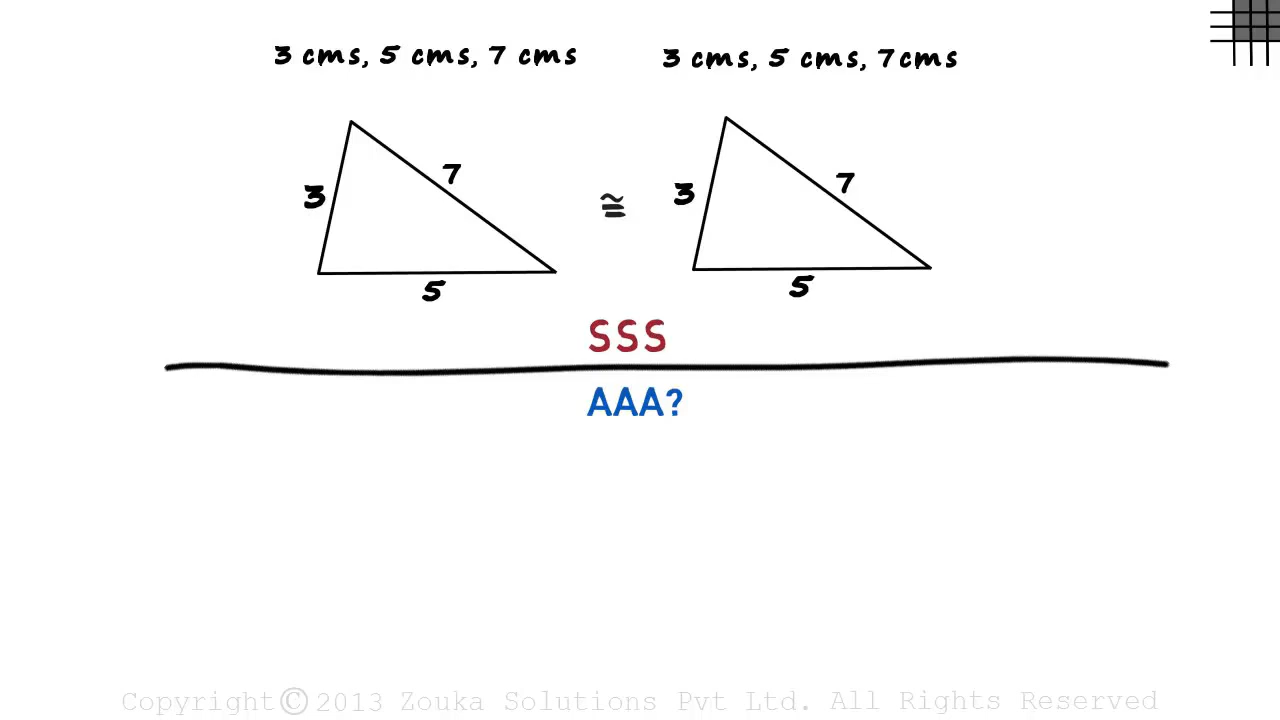 3 cms, 5 cms, 7 cms
3 cms, 5 cms, 7cms
3
7
5
≅
3
7
5
SSS
AAA?
Copyright© 2013 Zouka Solutions Pvt Ltd. All Rights Reserved